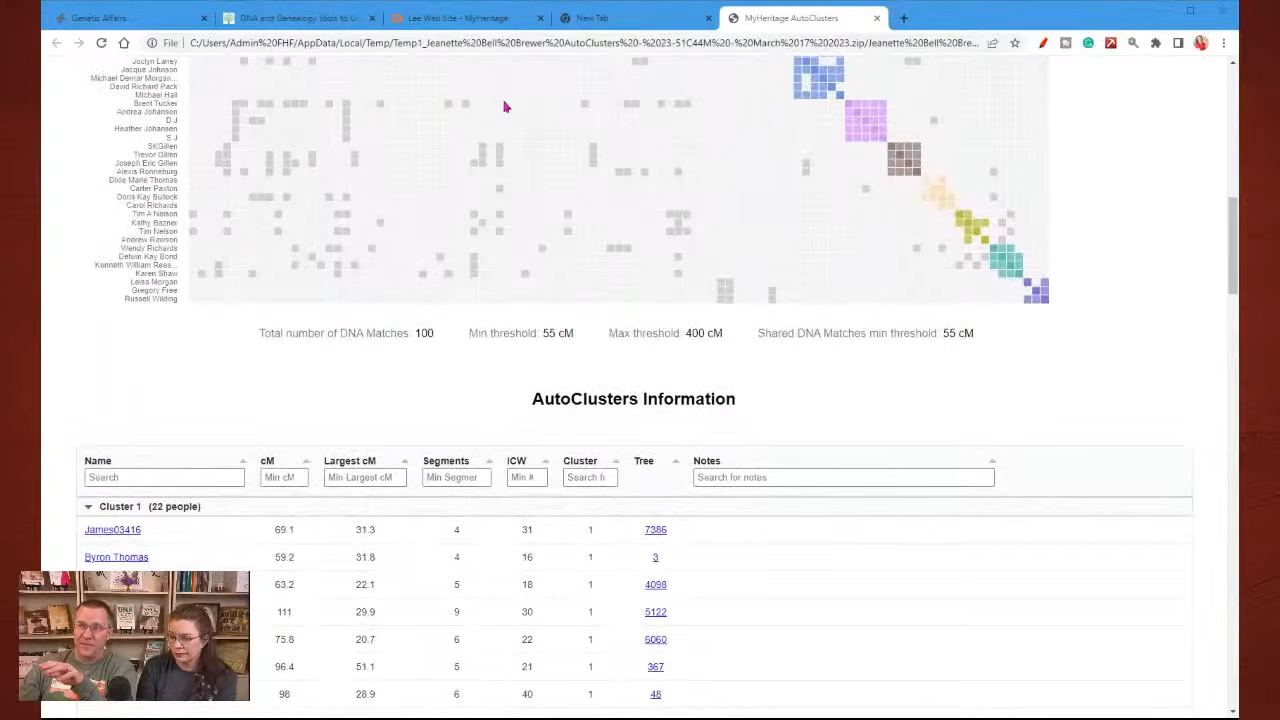 Genetic Affairs
DNA and Genealogy Tools to G
Lee Web Site - MyHeritage
New Tab
MyHeritage AutoClusters
File C:/Users/Admin%20FHF/AppData/Local/Temp/Temp1_Jeanette%20Bell%20Brewer%20AutoClusters%20-%2023-51C44M%20-%20March%2017%202023.zip/Jeanette%20Bell%20Bre...
Joclyn Laney
Jacque Johnson
Michael Derrar Morgan...
David Richard Pack
Michael Hall
Brent Tucker
Andrea Johansen
D J
Heather Johansen
S J
SKGillen
Trevor Gillen
Joseph Eric Gillen
Alexis Ronneburg
Dixie Marie Thomas
Carter Paxton
Doris Kay Bullock
Carol Richards
Tim A Nelson
Kathy Bazner
Tim Nelson
Andrew Rawson
Wendy Richards
Delwin Kay Bond
Kenneth William Rees...
Karen Shaw
Leisa Morgan
Gregory Free
Russell Wilking
Total number of DNA Matches: 100 Min threshold: 55 cM Max threshold: 400 cM Shared DNA Matches min threshold: 55 cM
AutoClusters Information
Name cM Largest cM Segments ICW Cluster Tree Notes
Search Min cM Min Largest cM Min Segmer Min # Search fo Search for notes
Cluster 1 (22 people)
James03416 69.1 31.3 4 31 1 7386
Byron Thomas 59.2 31.8 4 16 1 3
63.2 22.1 5 18 1 4098
111 29.9 9 30 1 5122
75.8 20.7 6 22 1 6060
96.4 51.1 5 21 1 367
98 28.9 6 40 1 48
DNA